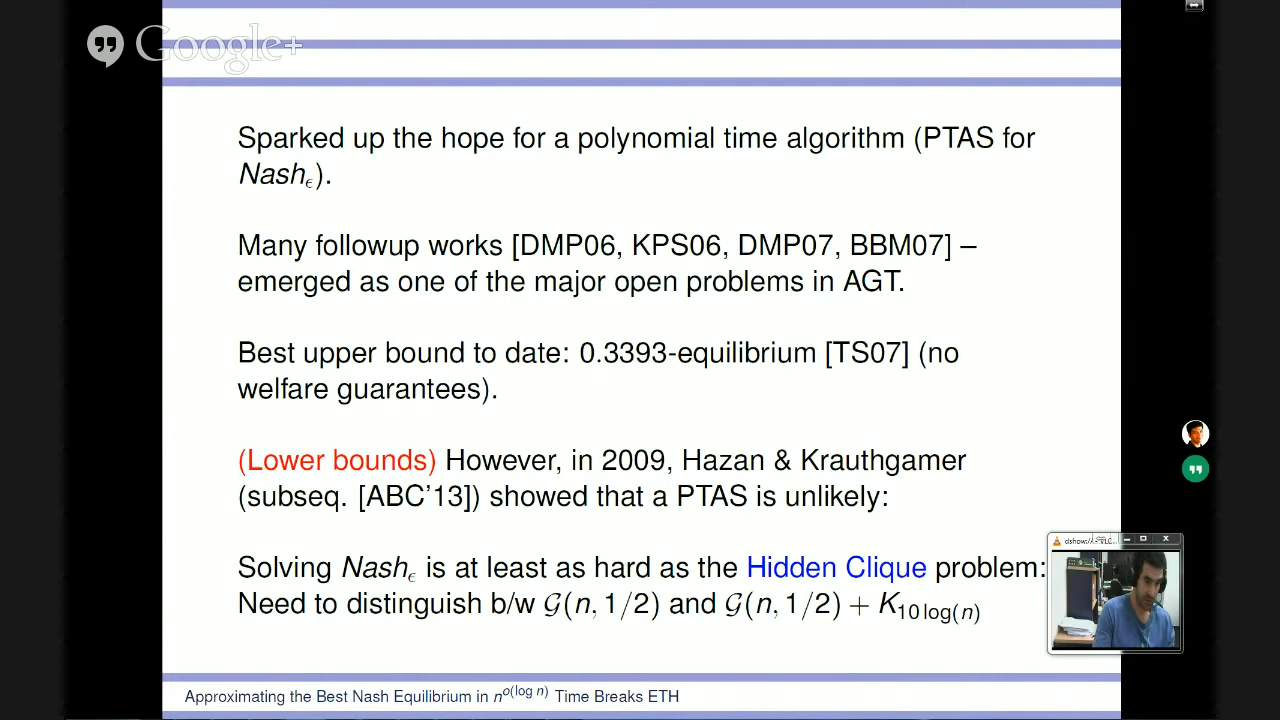 Google+
Sparked up the hope for a polynomial time algorithm (PTAS for
Nash_ε).
Many followup works [DMP06, KPS06, DMP07, BBM07] –
emerged as one of the major open problems in AGT.
Best upper bound to date: 0.3393-equilibrium [TS07] (no
welfare guarantees).
(Lower bounds) However, in 2009, Hazan & Krauthgamer
(subseq. [ABC'13]) showed that a PTAS is unlikely:
Solving Nash_ε is at least as hard as the Hidden Clique problem:
Need to distinguish b/w 𝒢(n, 1/2) and 𝒢(n, 1/2) + K_{10 log(n)}
Approximating the Best Nash Equilibrium in n^{o(log n)} Time Breaks ETH